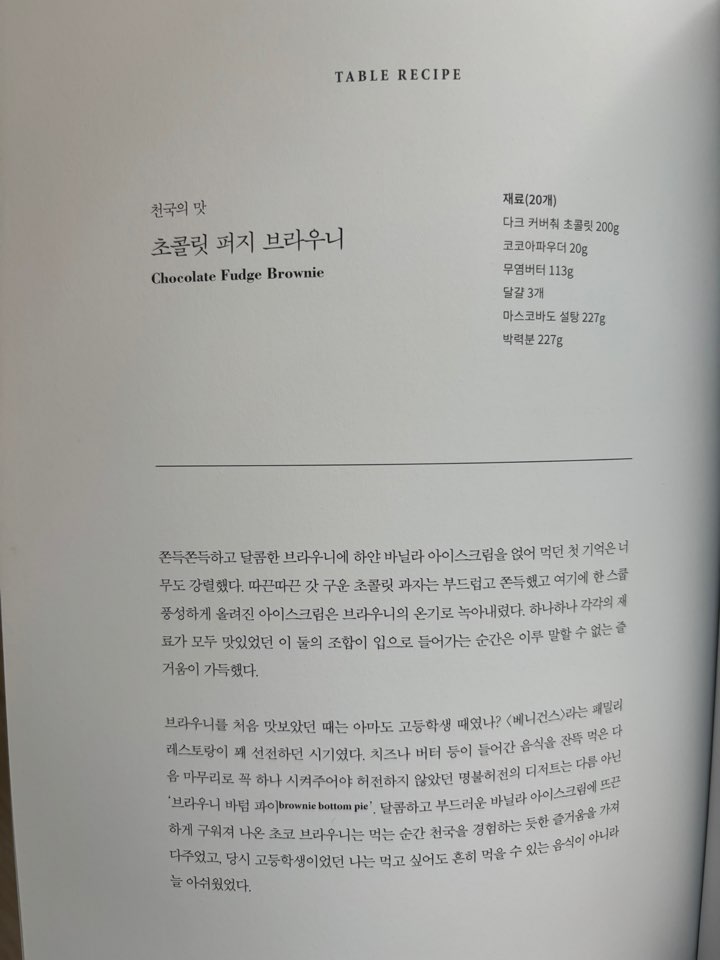 TABLE RECIPE
천국의 맛
초콜릿 퍼지 브라우니
Chocolate Fudge Brownie
재료(20개)
다크 커버춰 초콜릿 200g
코코아파우더 20g
무염버터 113g
달걀 3개
마스코바도 설탕 227g
박력분 227g
쫀득쫀득하고 달콤한 브라우니에 하얀 바닐라 아이스크림을 얹어 먹던 첫 기억은 너
무도 강렬했다. 따끈따끈 갓 구운 초콜릿 과자는 부드럽고 쫀득했고 여기에 한 스쿱
풍성하게 올려진 아이스크림은 브라우니의 온기로 녹아내렸다. 하나하나 각각의 재
료가 모두 맛있었던 이 둘의 조합이 입으로 들어가는 순간은 이루 말할 수 없는 즐
거움이 가득했다.
브라우니를 처음 맛보았던 때는 아마도 고등학생 때였나? 〈베니건스〉라는 패밀리
레스토랑이 꽤 선전하던 시기였다. 치즈나 버터 등이 들어간 음식을 잔뜩 먹은 다
음 마무리로 꼭 하나 시켜주어야 허전하지 않았던 명불허전의 디저트는 다름 아닌
‘브라우니 바텀 파이brownie bottom pie’. 달콤하고 부드러운 바닐라 아이스크림에 뜨끈
하게 구워져 나온 초코 브라우니는 먹는 순간 천국을 경험하는 듯한 즐거움을 가져
다주었고, 당시 고등학생이었던 나는 먹고 싶어도 흔히 먹을 수 있는 음식이 아니라
늘 아쉬웠었다.